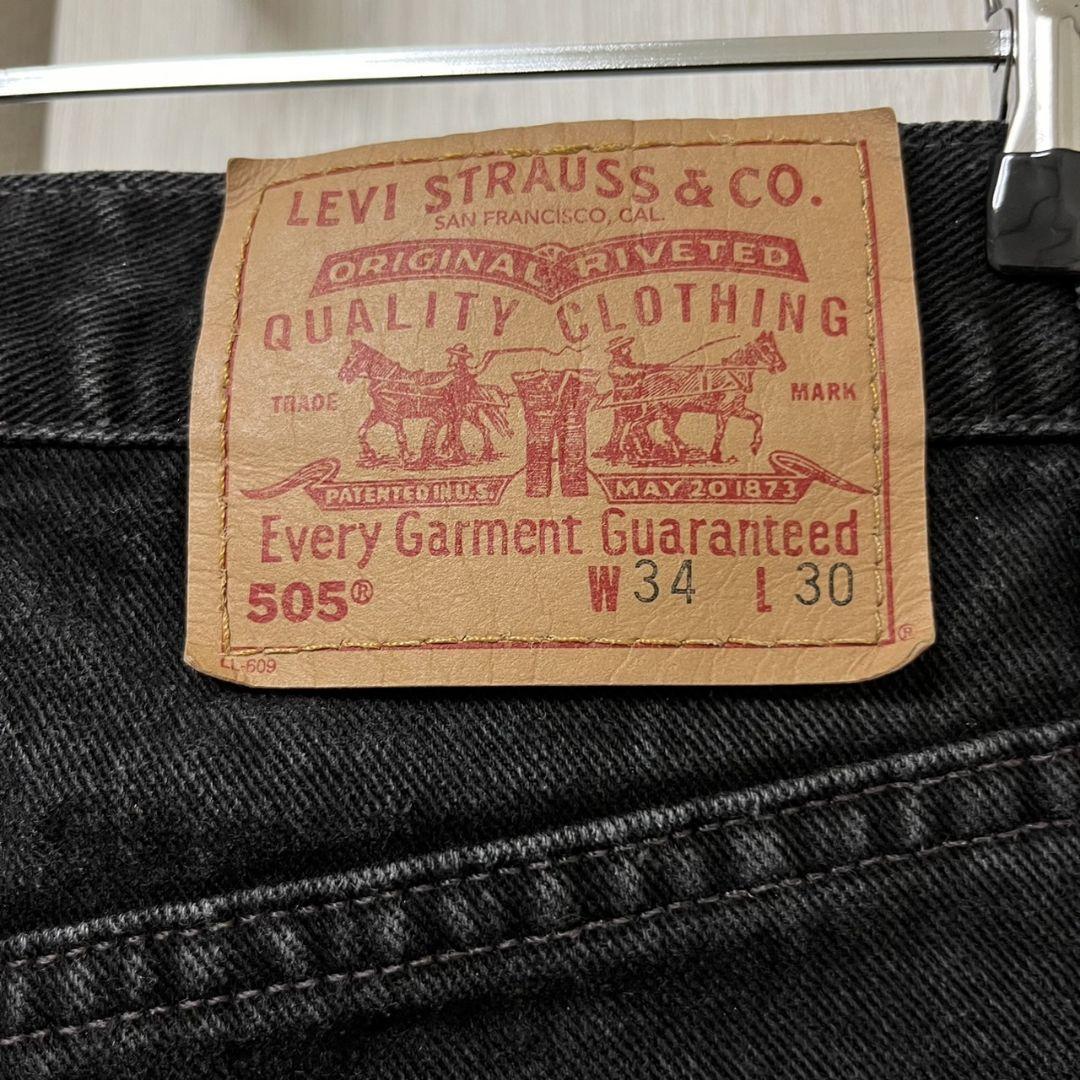 LEVI STRAUSS & CO.
SAN FRANCISCO, CAL.
ORIGINAL RIVETED
QUALITY CLOTHING
TRADE MARK
PATENTED IN U.S. MAY 20 1873
Every Garment Guaranteed
505® W 34 L 30
LL-609 ®